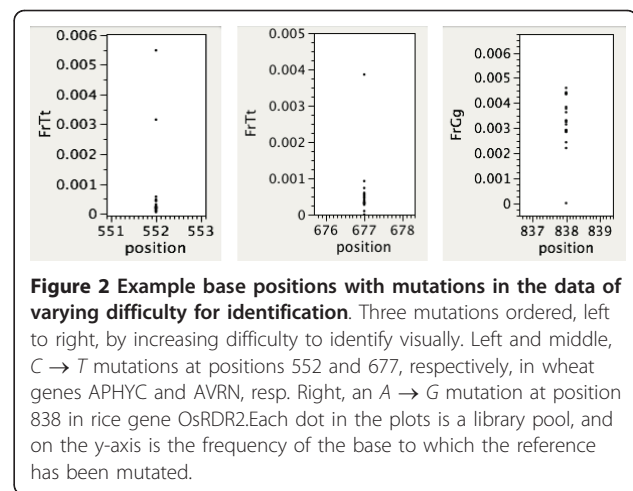 0.006
0.005
0.004
0.003
0.002
0.001
0
FrTt
551 552 553
position
0.005
0.004
0.003
0.002
0.001
0
FrTt
676 677 678
position
0.006
0.005
0.004
0.003
0.002
0.001
0
FrGg
837 838 839
position
Figure 2 Example base positions with mutations in the data of
varying difficulty for identification. Three mutations ordered, left
to right, by increasing difficulty to identify visually. Left and middle,
C → T mutations at positions 552 and 677, respectively, in wheat
genes APHYC and AVRN, resp. Right, an A → G mutation at position
838 in rice gene OsRDR2.Each dot in the plots is a library pool, and
on the y-axis is the frequency of the base to which the reference
has been mutated.